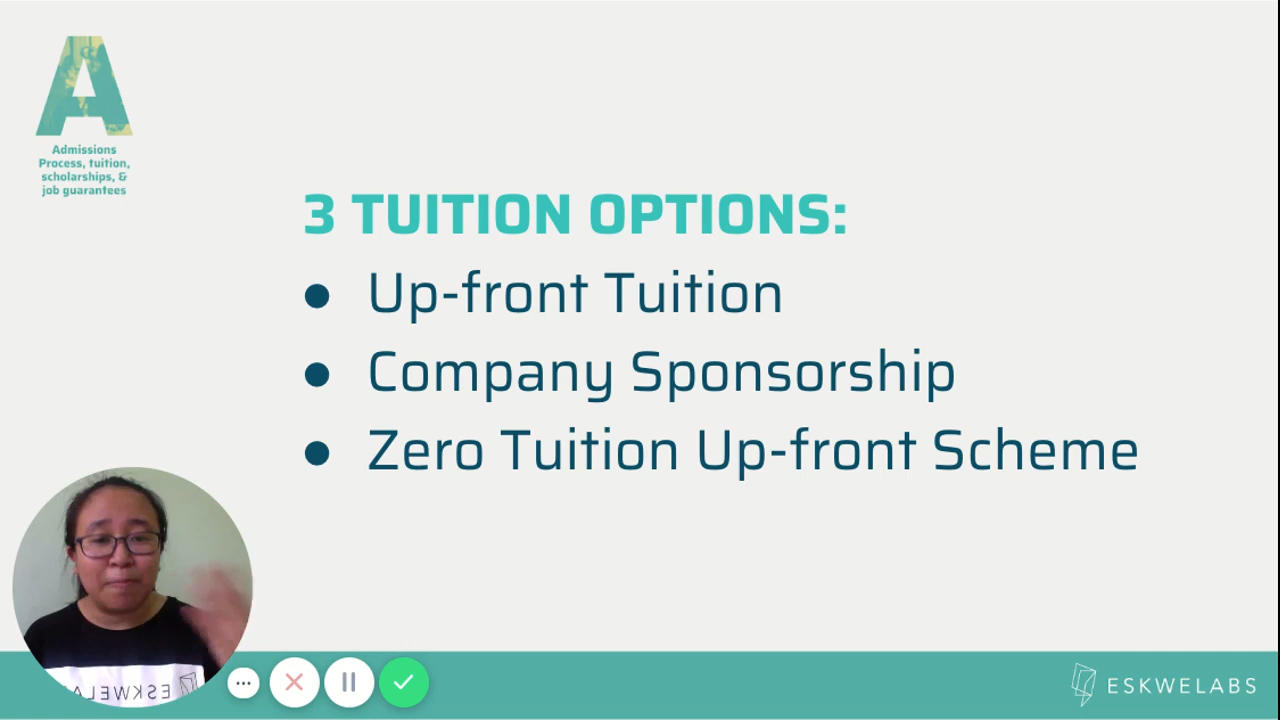 A
Admissions
Process, tuition,
scholarships, &
job guarantees
3 TUITION OPTIONS:
● Up-front Tuition
● Company Sponsorship
● Zero Tuition Up-front Scheme
ESKWELA
ESKWELABS